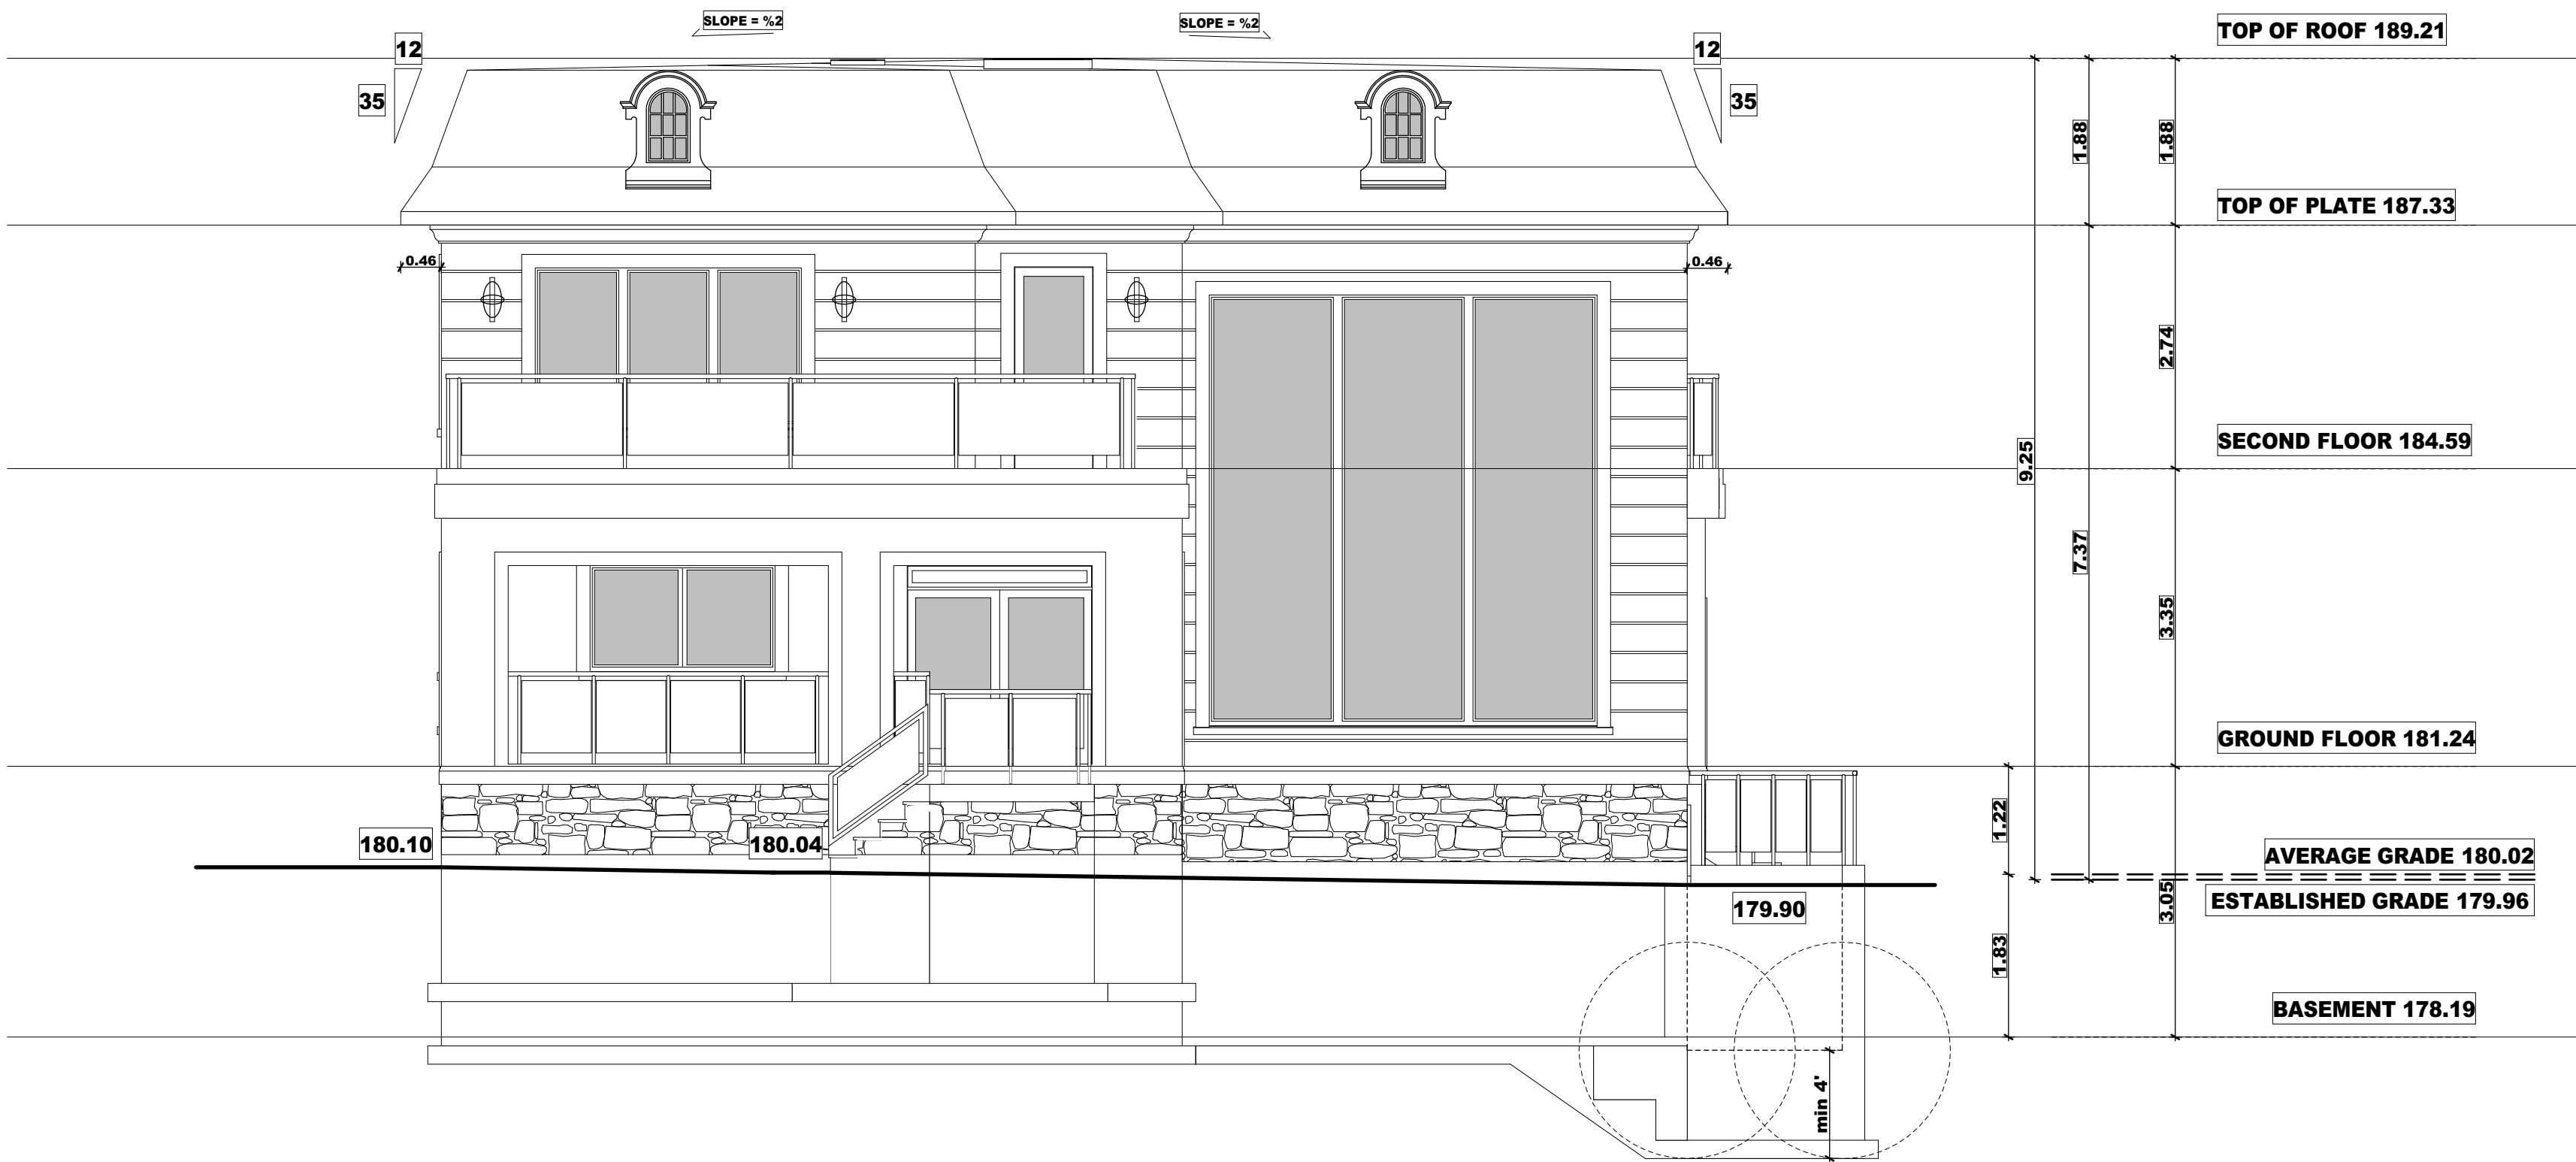 SLOPE = %2
SLOPE = %2
TOP OF ROOF 189.21
12
12
35
35
1.88
1.88
TOP OF PLATE 187.33
0.46
0.46
2.74
SECOND FLOOR 184.59
9.25
7.37
3.35
GROUND FLOOR 181.24
1.22
180.10
180.04
AVERAGE GRADE 180.02
3.05
ESTABLISHED GRADE 179.96
179.90
1.83
BASEMENT 178.19
min 4'